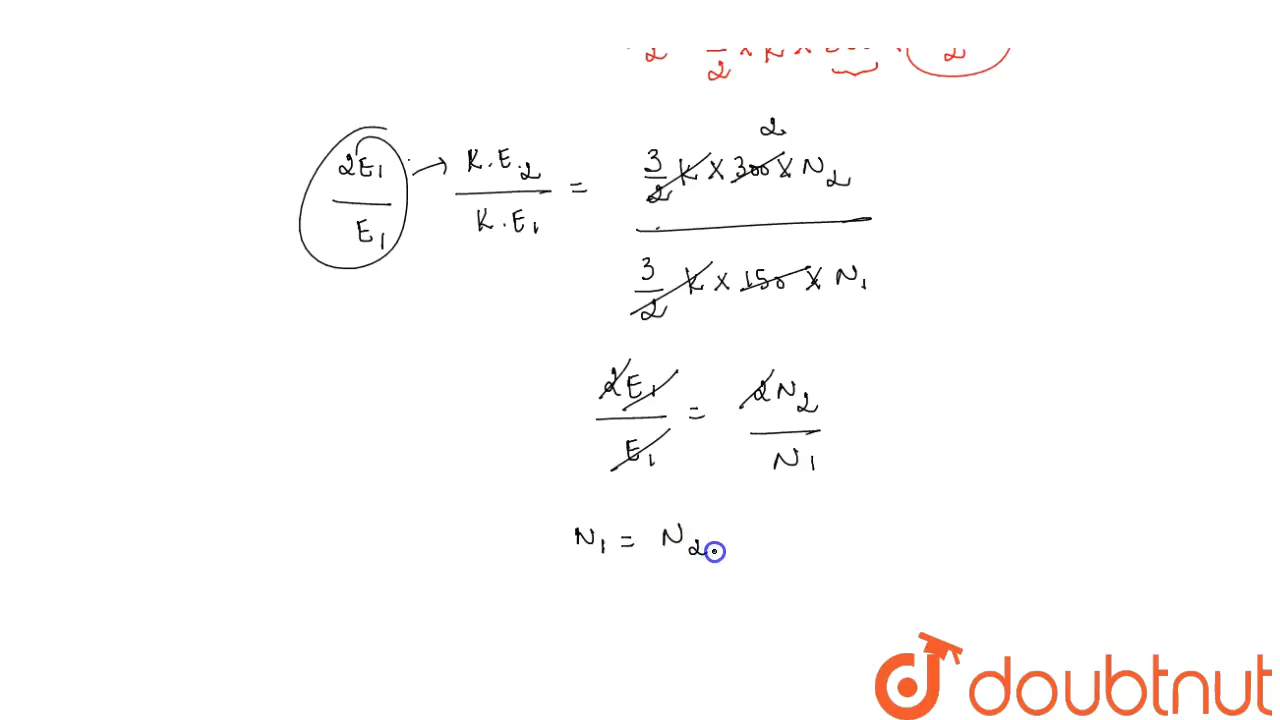 2E1 / E1 → K.E.2 / K.E1 = 3/2 K × 300 × N2 / 3/2 K × 150 × N1
2
2E1 / E1 = 2N2 / N1
N1 = N2
doubtnut